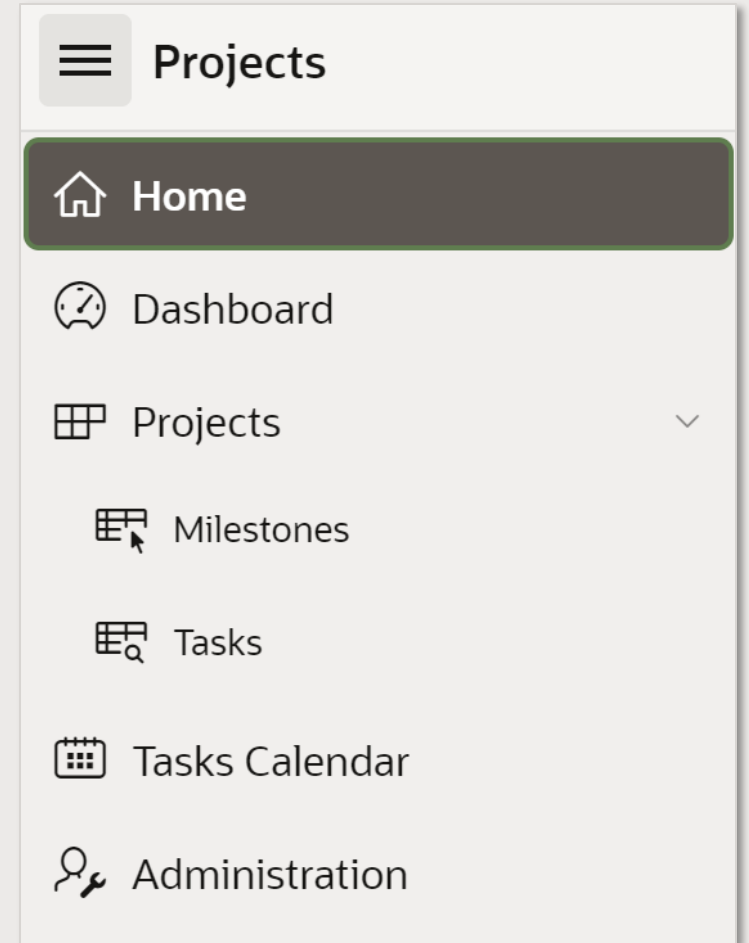 Projects
Home
Dashboard
Projects
Milestones
Tasks
Tasks Calendar
Administration